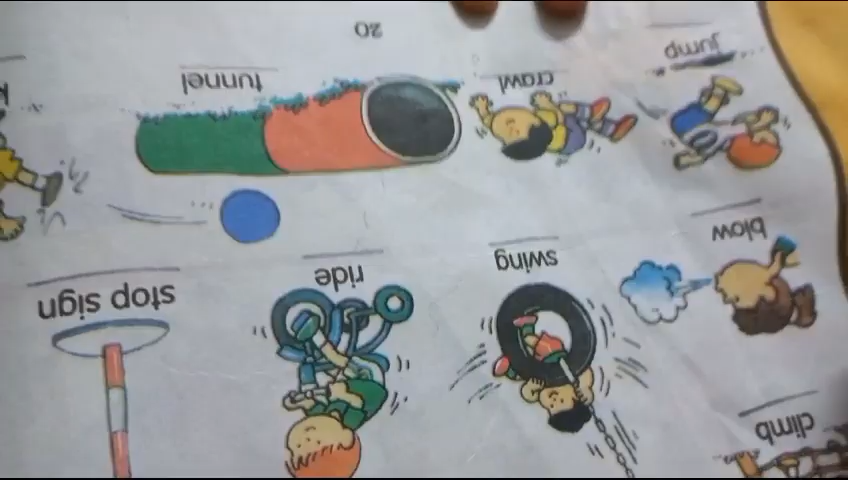 climb
blow
swing
ride
stop sign
jump
crawl
tunnel
20